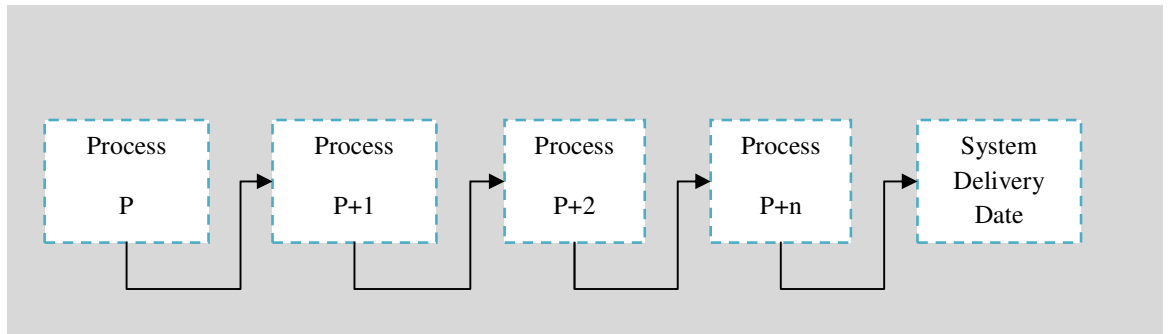 Process
P
Process
P+1
Process
P+2
Process
P+n
System
Delivery
Date